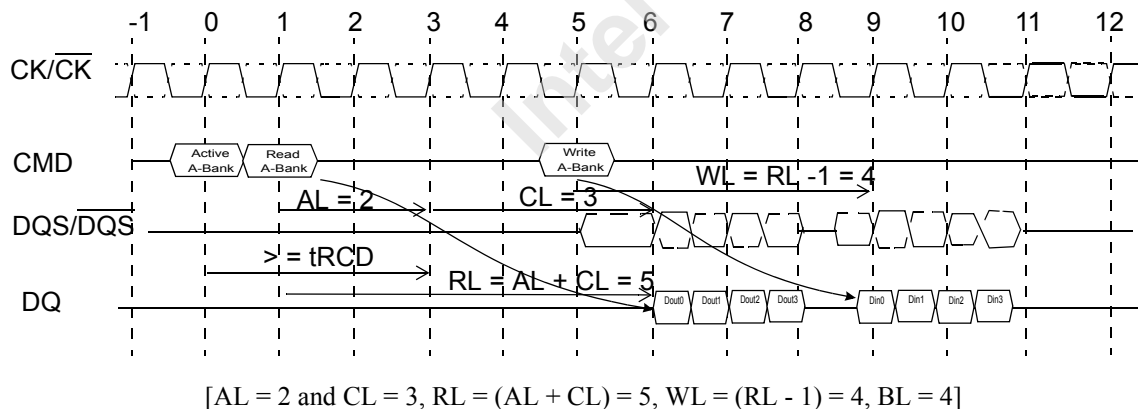 -1 0 1 2 3 4 5 6 7 8 9 10 11 12
CK/CK
CMD
Active
A-Bank
Read
A-Bank
Write
A-Bank
WL = RL -1 = 4
AL = 2
CL = 3
DQS/DQS
> = tRCD
RL = AL + CL = 5
DQ
Dout0 Dout1 Dout2 Dout3 Din0 Din1 Din2 Din3
[AL = 2 and CL = 3, RL = (AL + CL) = 5, WL = (RL - 1) = 4, BL = 4]